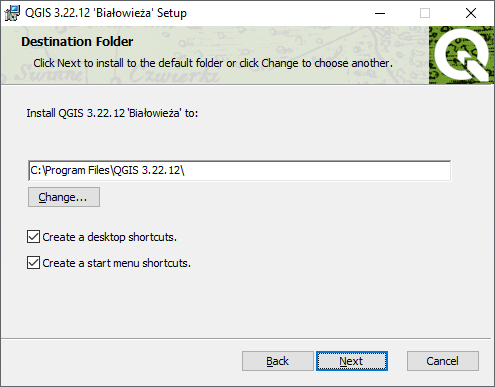 QGIS 3.22.12 'Białowieża' Setup
Destination Folder
Click Next to install to the default folder or click Change to choose another.
Install QGIS 3.22.12 'Białowieża' to:
C:\Program Files\QGIS 3.22.12\
Change...
Create a desktop shortcuts.
Create a start menu shortcuts.
Back Next Cancel